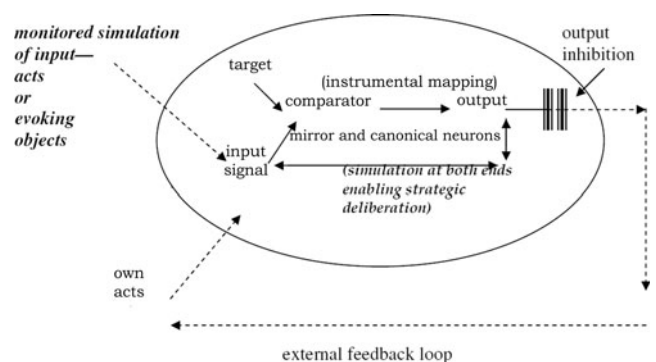 monitored simulation
of input—
acts
or
evoking
objects
output
inhibition
target
(instrumental mapping)
comparator
output
mirror and canonical neurons
input
signal
(simulation at both ends
enabling strategic
deliberation)
own
acts
external feedback loop